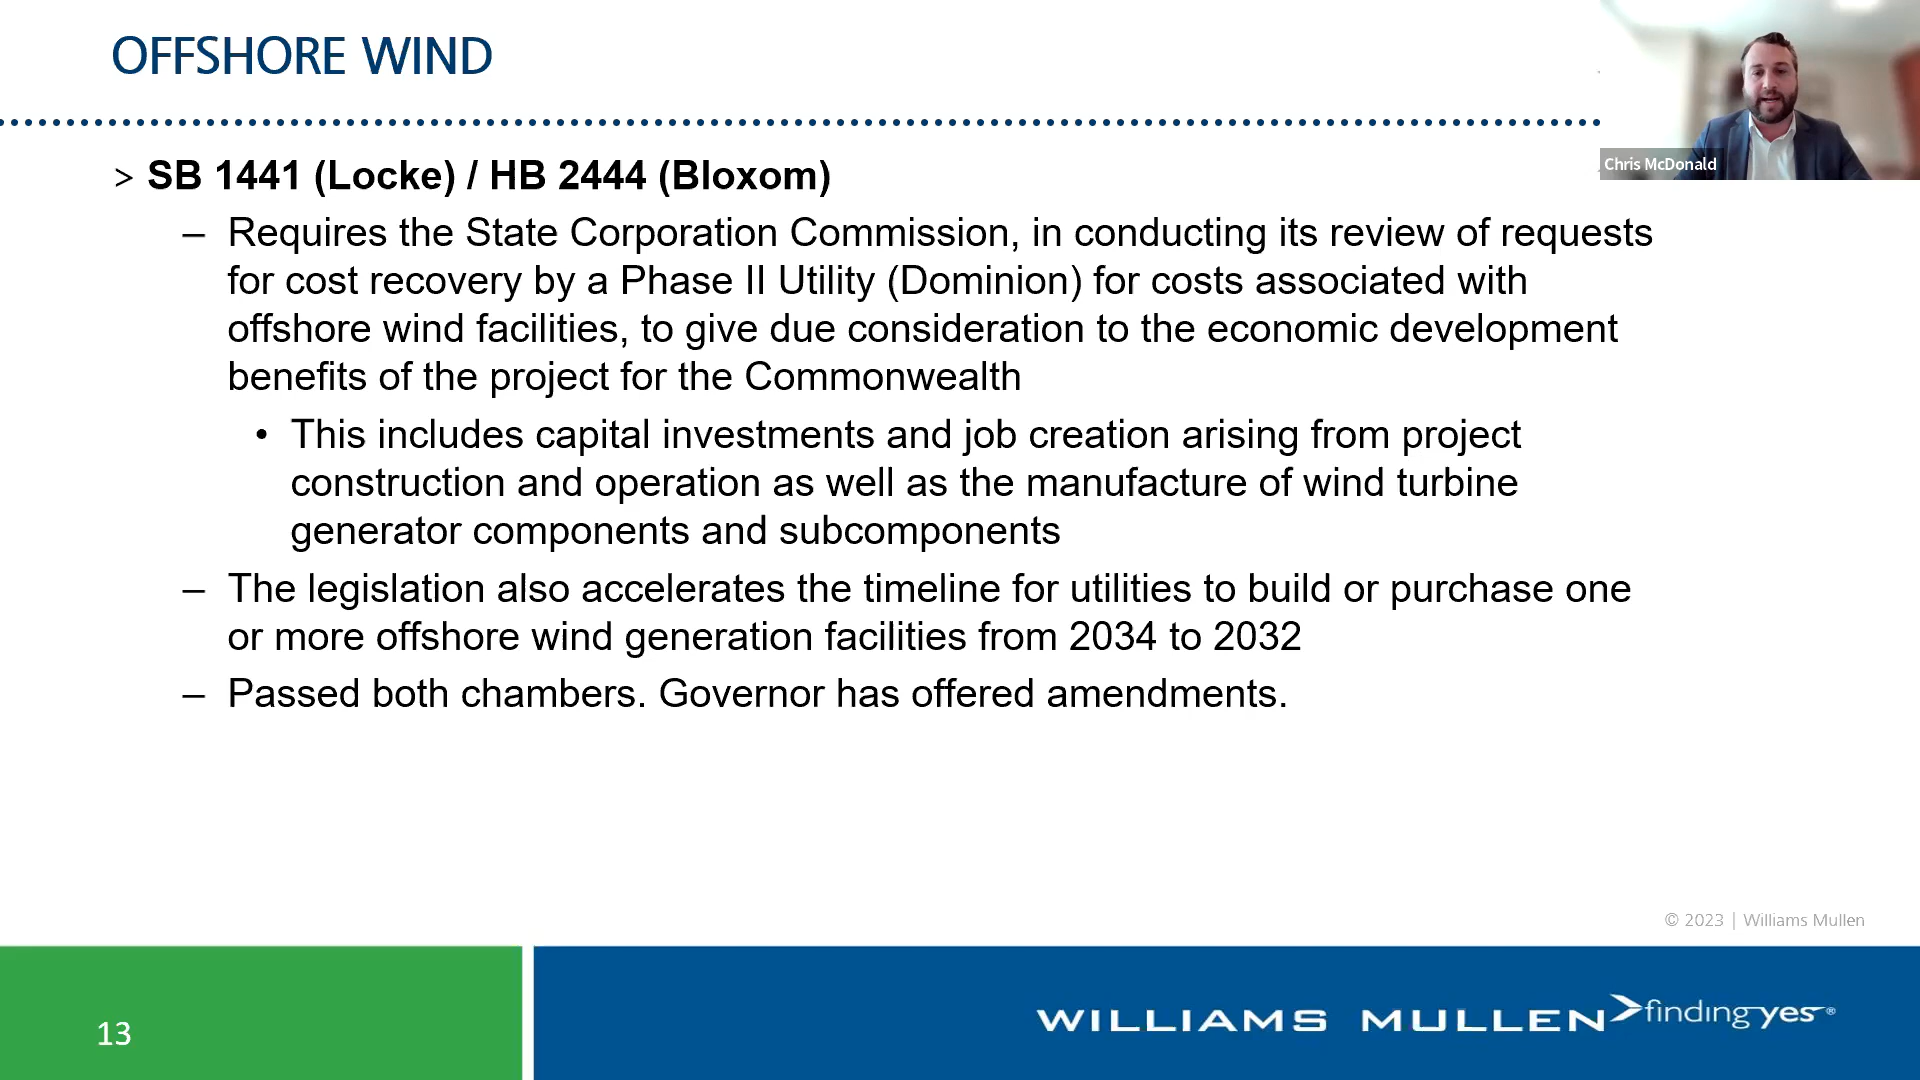 OFFSHORE WIND
Chris McDonald
> SB 1441 (Locke) / HB 2444 (Bloxom)
– Requires the State Corporation Commission, in conducting its review of requests
for cost recovery by a Phase II Utility (Dominion) for costs associated with
offshore wind facilities, to give due consideration to the economic development
benefits of the project for the Commonwealth
• This includes capital investments and job creation arising from project
construction and operation as well as the manufacture of wind turbine
generator components and subcomponents
– The legislation also accelerates the timeline for utilities to build or purchase one
or more offshore wind generation facilities from 2034 to 2032
– Passed both chambers. Governor has offered amendments.
© 2023 | Williams Mullen
13
WILLIAMS MULLEN findingyes®